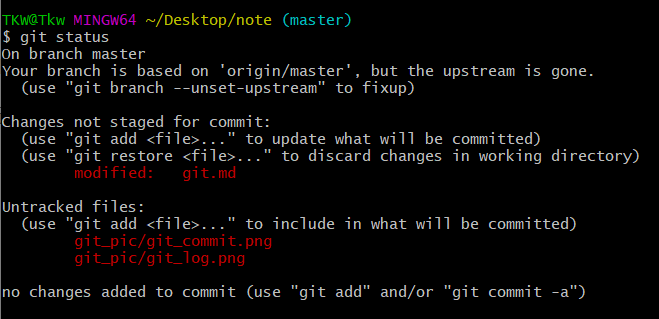 TKW@Tkw MINGW64 ~/Desktop/note (master)
$ git status
On branch master
Your branch is based on 'origin/master', but the upstream is gone.
  (use "git branch --unset-upstream" to fixup)

Changes not staged for commit:
  (use "git add <file>..." to update what will be committed)
  (use "git restore <file>..." to discard changes in working directory)
        modified:   git.md

Untracked files:
  (use "git add <file>..." to include in what will be committed)
        git_pic/git_commit.png
        git_pic/git_log.png

no changes added to commit (use "git add" and/or "git commit -a")